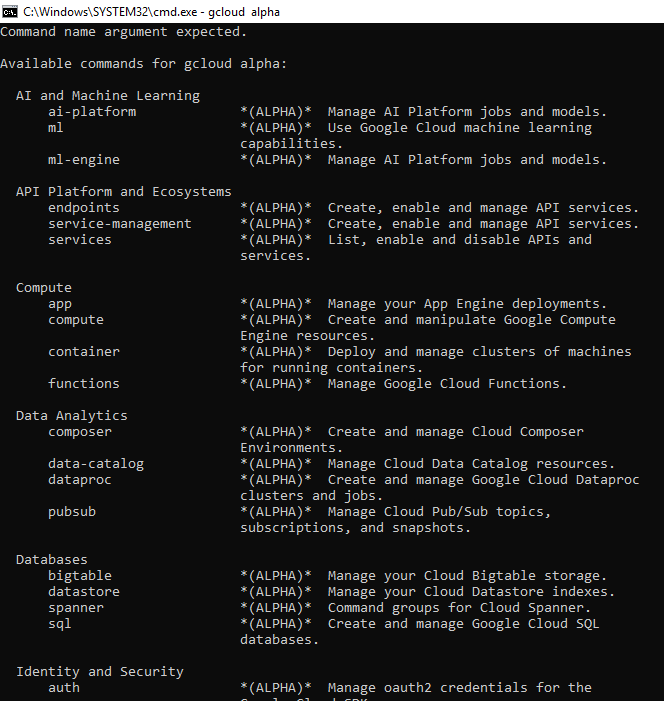 C:\Windows\SYSTEM32\cmd.exe - gcloud alpha
Command name argument expected.
Available commands for gcloud alpha:
AI and Machine Learning
ai-platform *(ALPHA)* Manage AI Platform jobs and models.
ml *(ALPHA)* Use Google Cloud machine learning
capabilities.
ml-engine *(ALPHA)* Manage AI Platform jobs and models.
API Platform and Ecosystems
endpoints *(ALPHA)* Create, enable and manage API services.
service-management *(ALPHA)* Create, enable and manage API services.
services *(ALPHA)* List, enable and disable APIs and
services.
Compute
app *(ALPHA)* Manage your App Engine deployments.
compute *(ALPHA)* Create and manipulate Google Compute
Engine resources.
container *(ALPHA)* Deploy and manage clusters of machines
for running containers.
functions *(ALPHA)* Manage Google Cloud Functions.
Data Analytics
composer *(ALPHA)* Create and manage Cloud Composer
Environments.
data-catalog *(ALPHA)* Manage Cloud Data Catalog resources.
dataproc *(ALPHA)* Create and manage Google Cloud Dataproc
clusters and jobs.
pubsub *(ALPHA)* Manage Cloud Pub/Sub topics,
subscriptions, and snapshots.
Databases
bigtable *(ALPHA)* Manage your Cloud Bigtable storage.
datastore *(ALPHA)* Manage your Cloud Datastore indexes.
spanner *(ALPHA)* Command groups for Cloud Spanner.
sql *(ALPHA)* Create and manage Google Cloud SQL
databases.
Identity and Security
auth *(ALPHA)* Manage oauth2 credentials for the